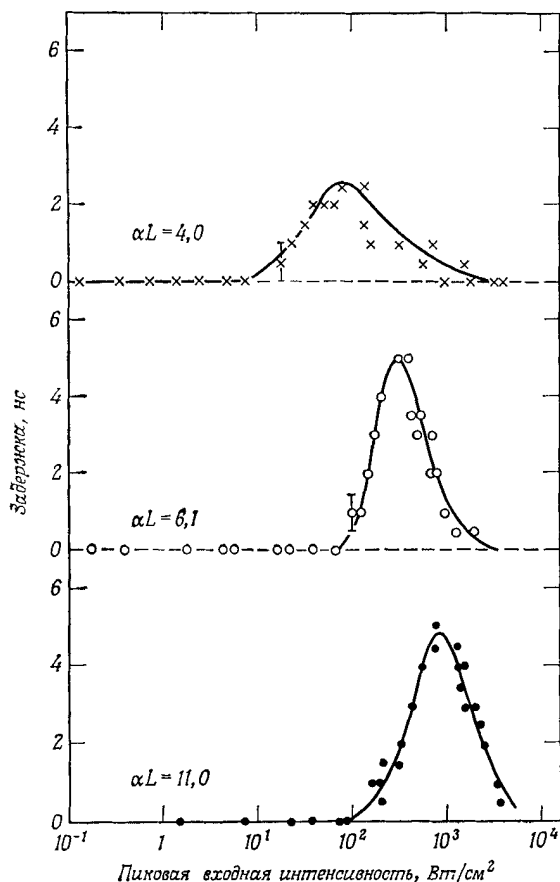 6
4
2
0
αL = 4,0
6
4
2
0
αL = 6,1
6
4
2
0
αL = 11,0
Задержка, нс
10⁻¹ 1 10¹ 10² 10³ 10⁴
Пиковая входная интенсивность, Вт/см²